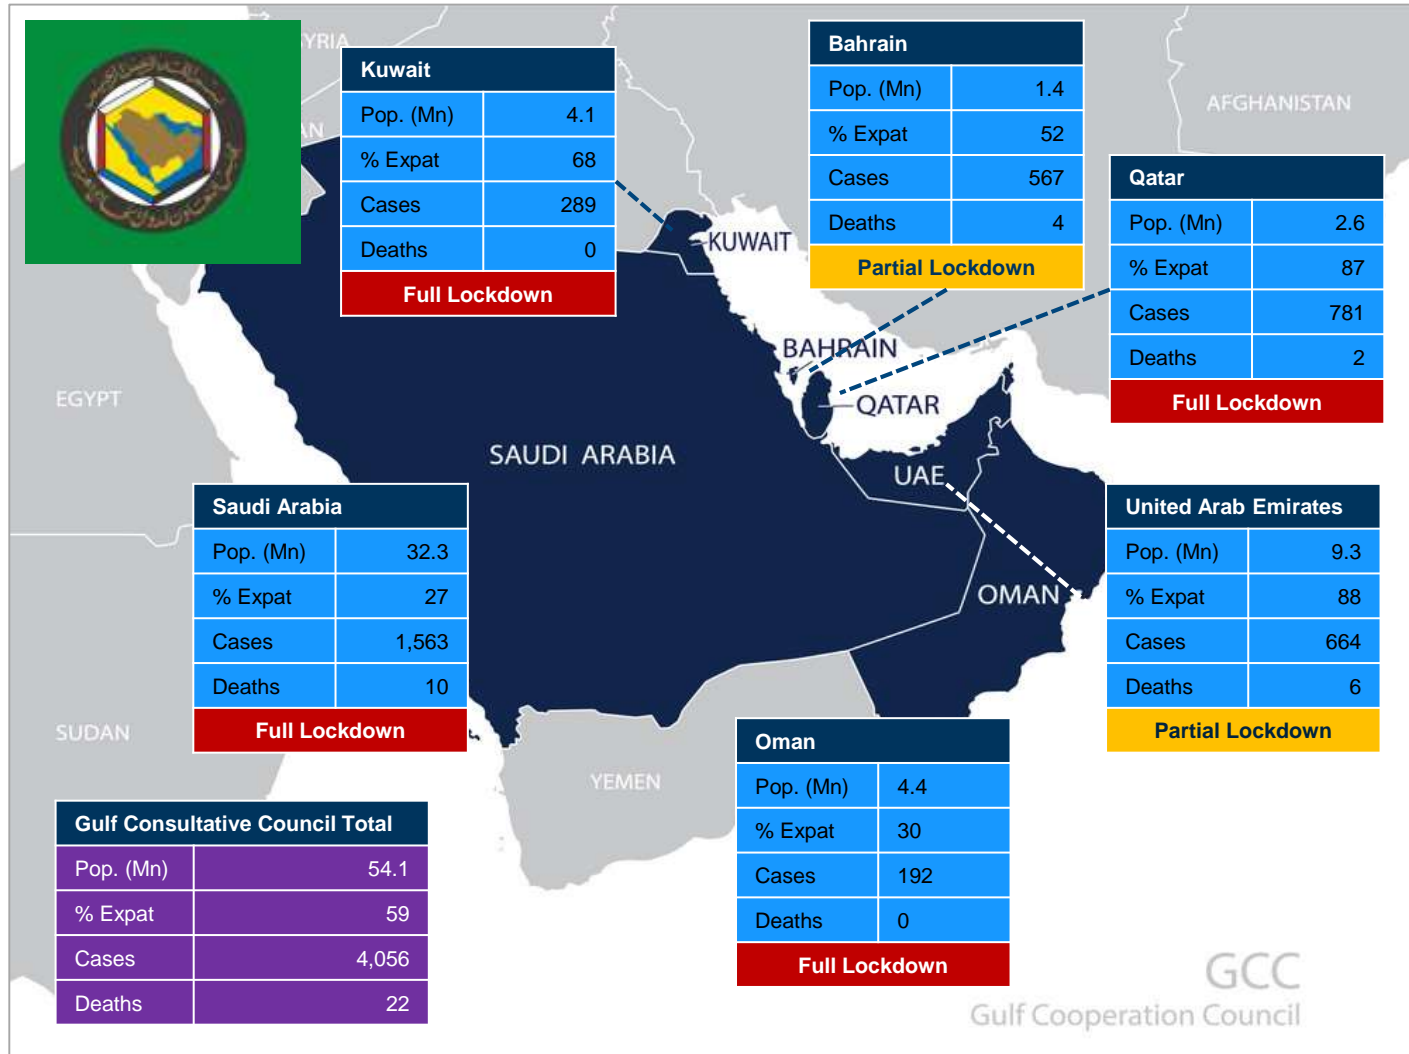 SYRIA
AN
AFGHANISTAN
Kuwait
Pop. (Mn) 4.1
% Expat 68
Cases 289
Deaths 0
Full Lockdown
Bahrain
Pop. (Mn) 1.4
% Expat 52
Cases 567
Deaths 4
Partial Lockdown
Qatar
Pop. (Mn) 2.6
% Expat 87
Cases 781
Deaths 2
Full Lockdown
KUWAIT
BAHRAIN
QATAR
EGYPT
SAUDI ARABIA
UAE
OMAN
Saudi Arabia
Pop. (Mn) 32.3
% Expat 27
Cases 1,563
Deaths 10
Full Lockdown
United Arab Emirates
Pop. (Mn) 9.3
% Expat 88
Cases 664
Deaths 6
Partial Lockdown
SUDAN
YEMEN
Oman
Pop. (Mn) 4.4
% Expat 30
Cases 192
Deaths 0
Full Lockdown
Gulf Consultative Council Total
Pop. (Mn) 54.1
% Expat 59
Cases 4,056
Deaths 22
GCC
Gulf Cooperation Council